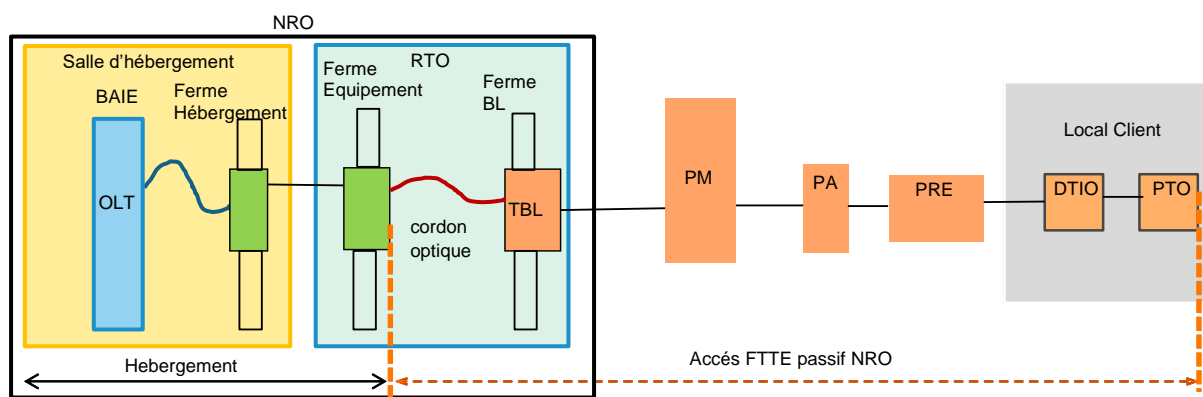 NRO
Salle d'hébergement
RTO
BAIE
Ferme
Hébergement
Ferme
Equipement
Ferme
BL
OLT
TBL
cordon
optique
PM
PA
PRE
Local Client
DTIO
PTO
Hebergement
Accés FTTE passif NRO